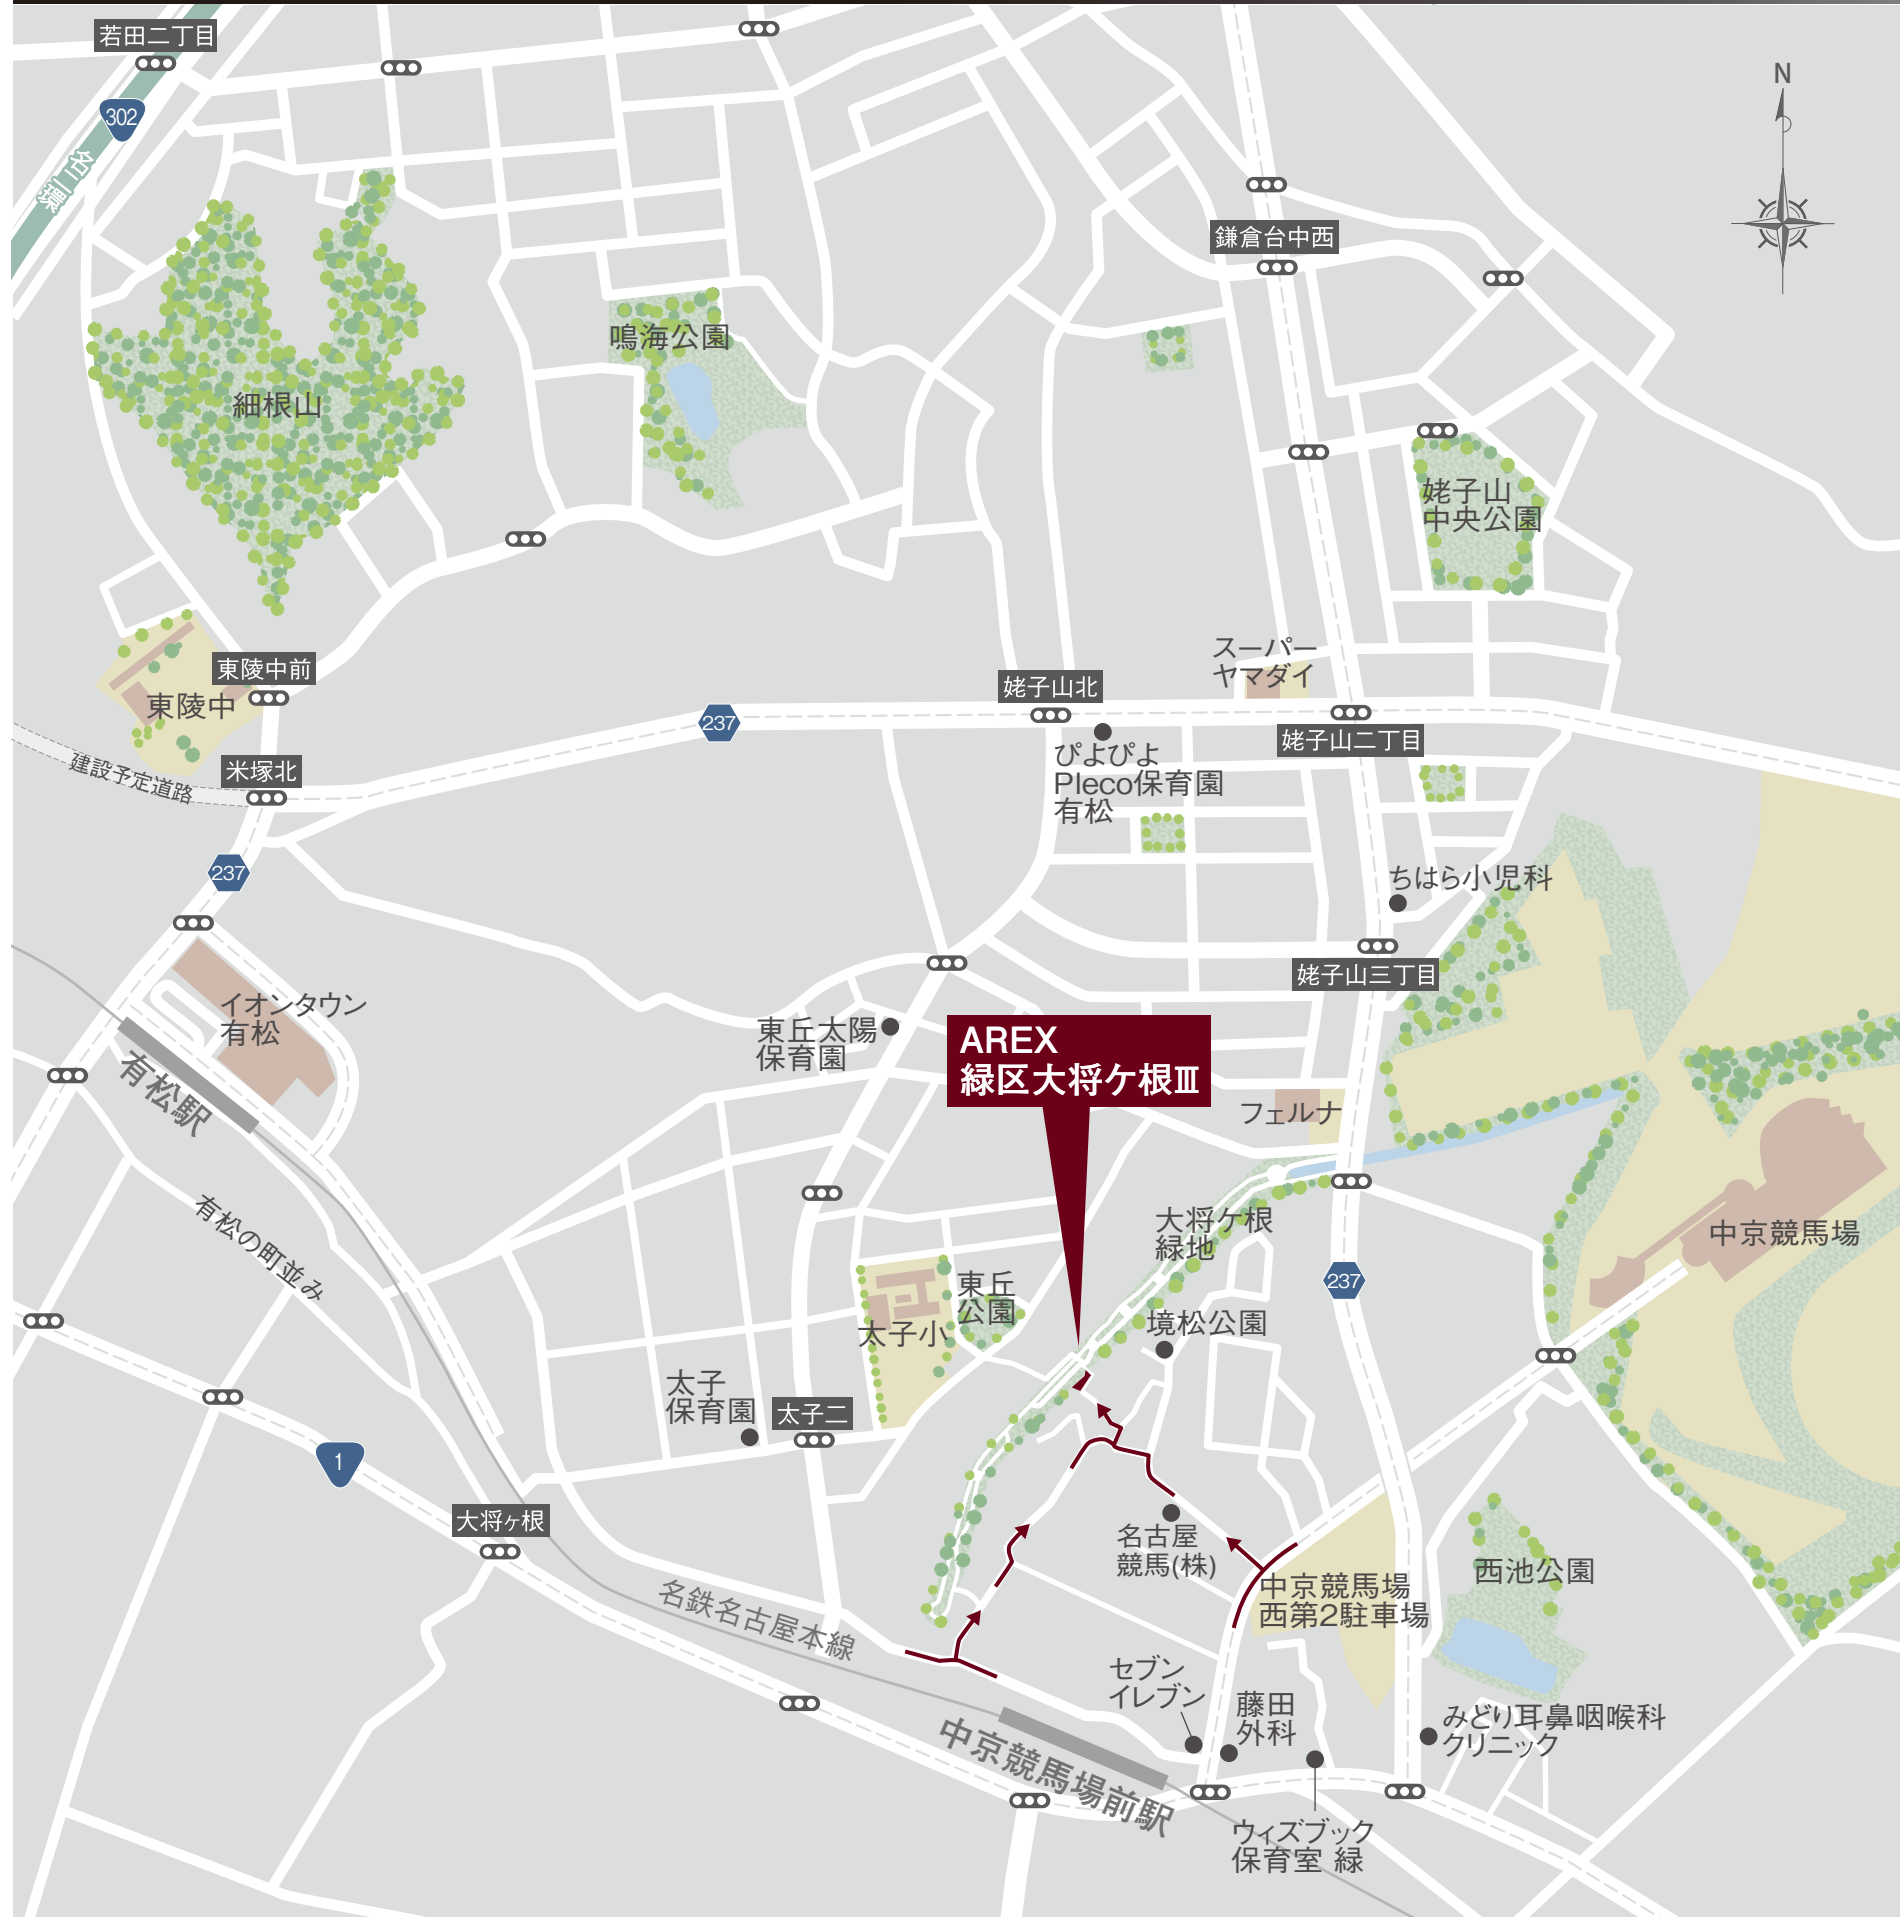 若田二丁目
302
名二環
N
鎌倉台中西
鳴海公園
細根山
姥子山
中央公園
スーパー
ヤマダイ
東陵中前
東陵中
姥子山北
237
姥子山二丁目
ぴよぴよ
Pleco保育園
有松
建設予定道路
米塚北
237
ちはら小児科
姥子山三丁目
イオンタウン
有松
東丘太陽
保育園
AREX
緑区大将ケ根Ⅲ
有松駅
フェルナ
有松の町並み
大将ケ根
緑地
中京競馬場
237
東丘
公園
太子小
境松公園
太子
保育園
太子二
1
大将ヶ根
名古屋
競馬(株)
中京競馬場
西第2駐車場
西池公園
名鉄名古屋本線
セブン
イレブン
藤田
外科
みどり耳鼻咽喉科
クリニック
中京競馬場前駅
ウィズブック
保育室 緑